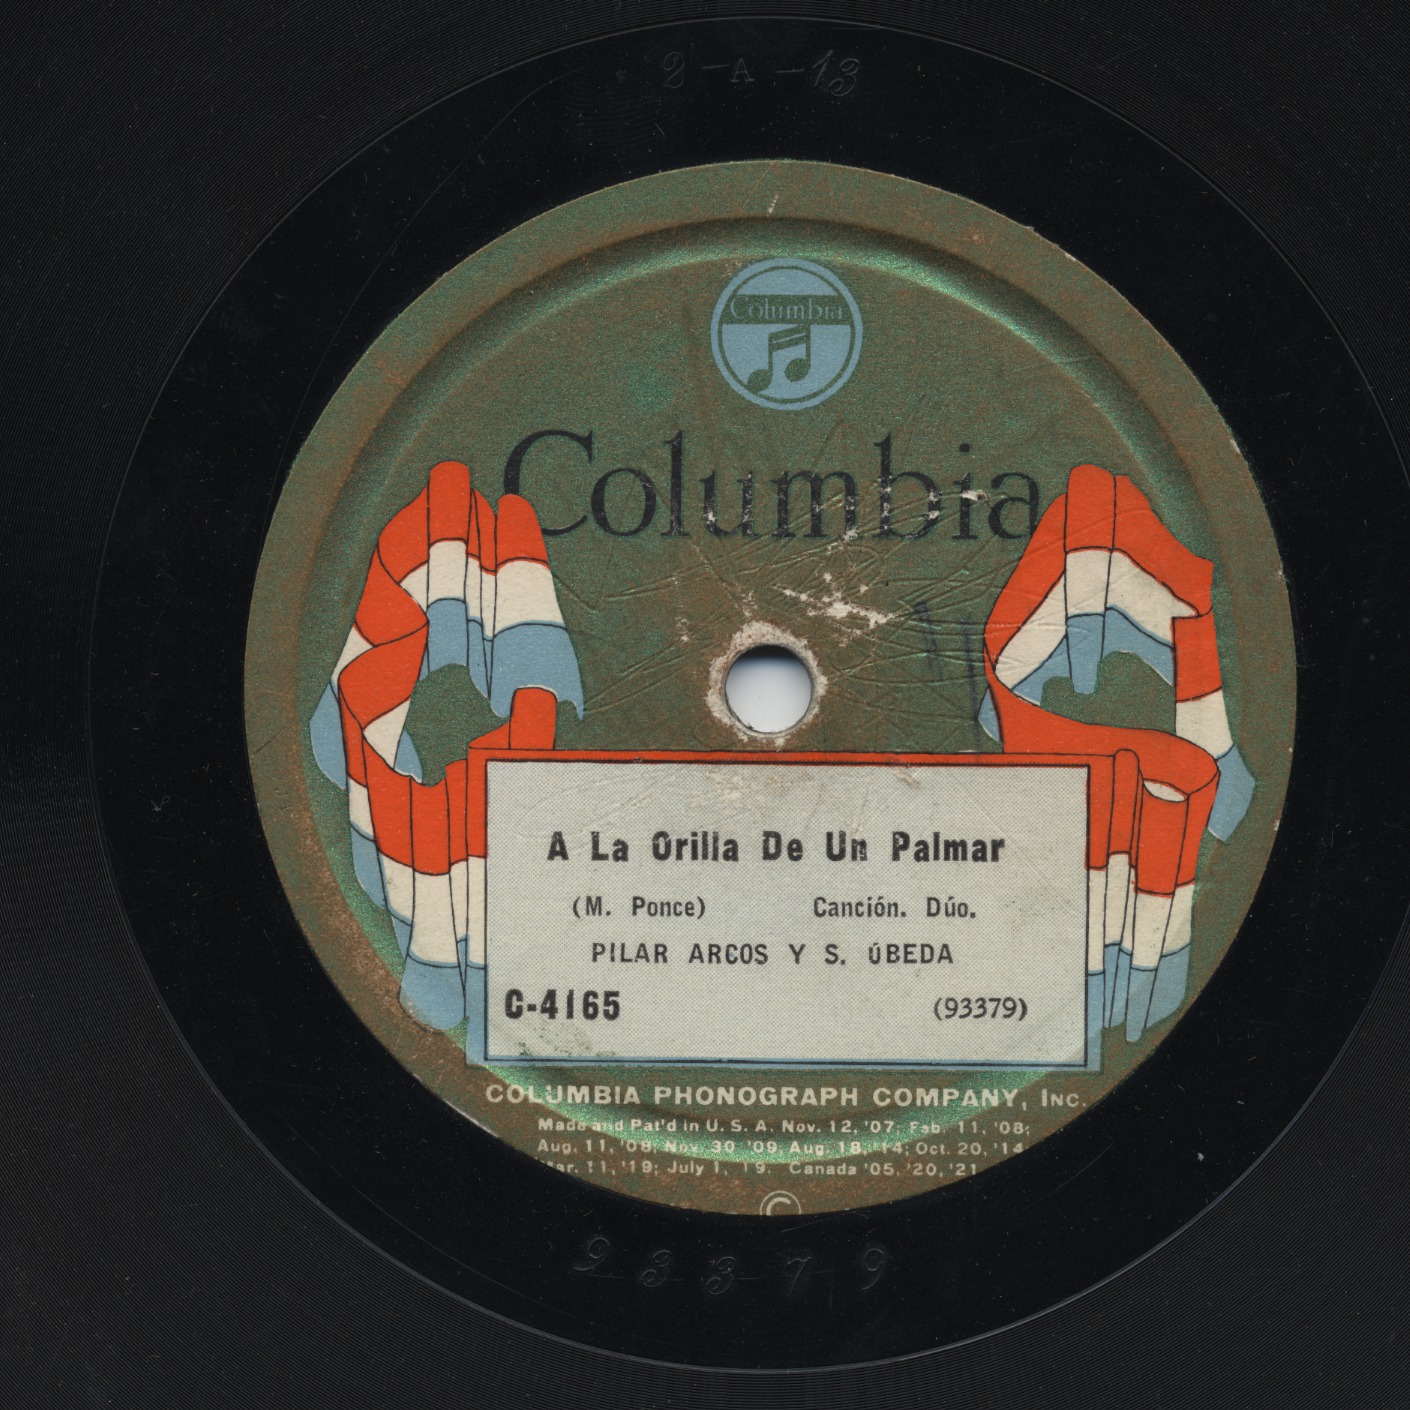 2 - A - 13
Columbia
Columbia
A La Orilla De Un Palmar
(M. Ponce) Canción. Dúo.
PILAR ARCOS Y S. ÚBEDA
C-4165 (93379)
COLUMBIA PHONOGRAPH COMPANY, INC.
Made and Pat'd in U. S. A. Nov. 12, '07; Feb. 11, '08;
Aug. 11, '08; Nov. 30 '09, Aug. 18, '14; Oct. 20, '14
Mar. 11, '19; July 1, '19. Canada '05, '20, '21
©
93379